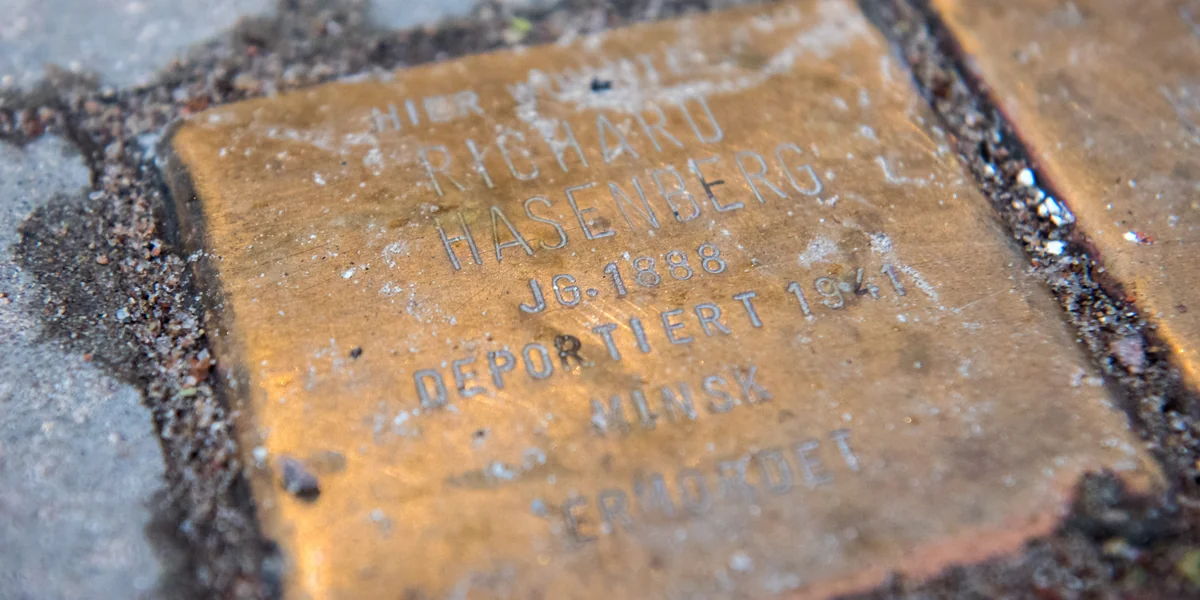 HIER WOHNTE
RICHARD
HASENBERG
JG. 1888
DEPORTIERT 1941
MINSK
ERMORDET